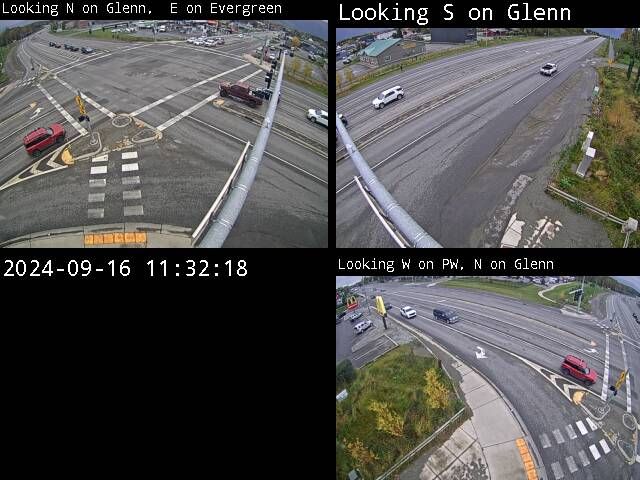 Looking N on Glenn, E on Evergreen
Looking S on Glenn
2024-09-16 11:32:18
Looking W on PW, N on Glenn